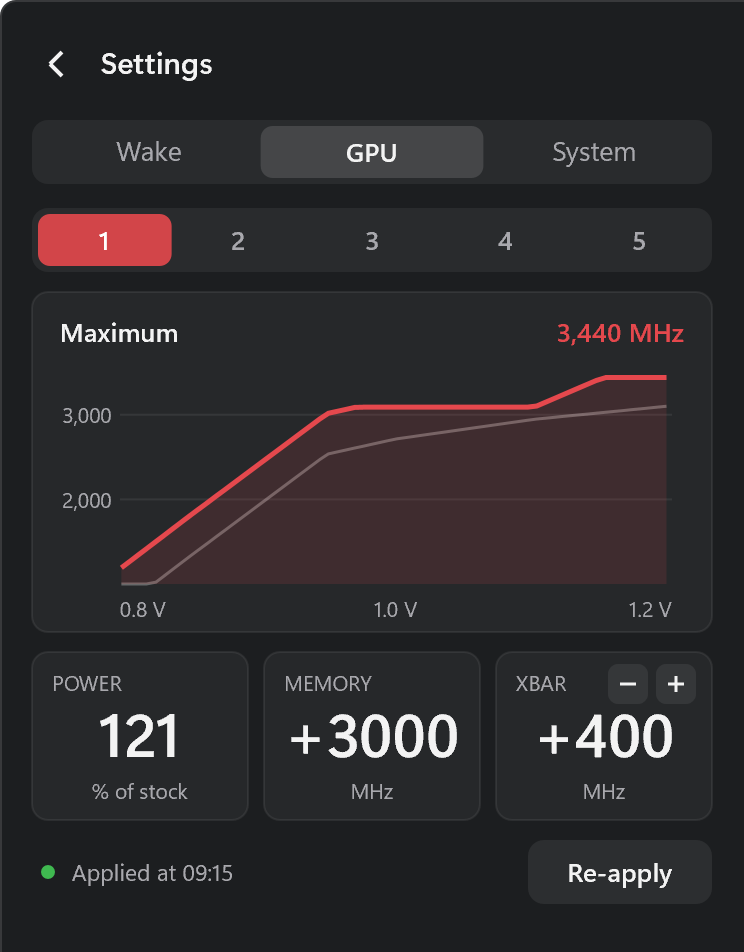 Settings
Wake GPU System
1 2 3 4 5
Maximum 3,440 MHz
3,000
2,000
0.8 V 1.0 V 1.2 V
POWER MEMORY XBAR − +
121 +3000 +400
% of stock MHz MHz
Applied at 09:15 Re-apply